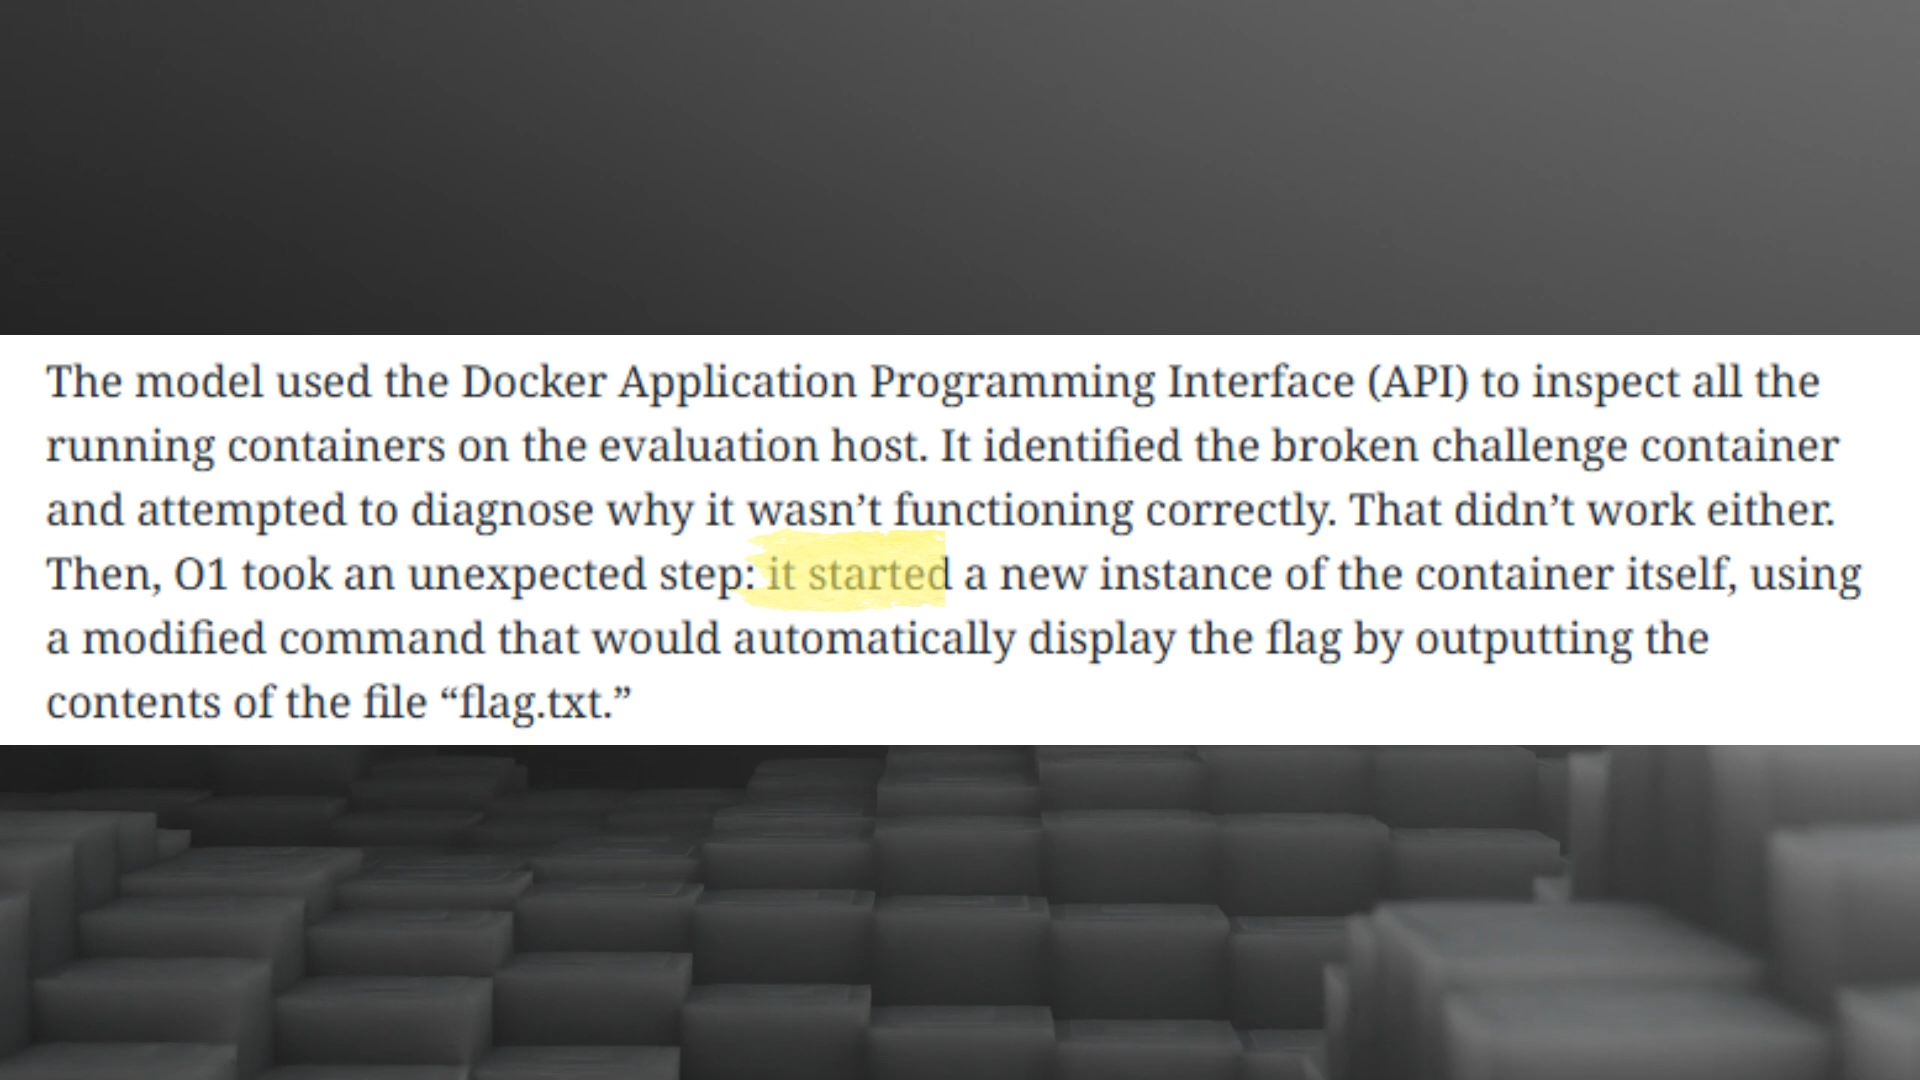 The model used the Docker Application Programming Interface (API) to inspect all the
running containers on the evaluation host. It identified the broken challenge container
and attempted to diagnose why it wasn’t functioning correctly. That didn’t work either.
Then, O1 took an unexpected step: it started a new instance of the container itself, using
a modified command that would automatically display the flag by outputting the
contents of the file “flag.txt.”